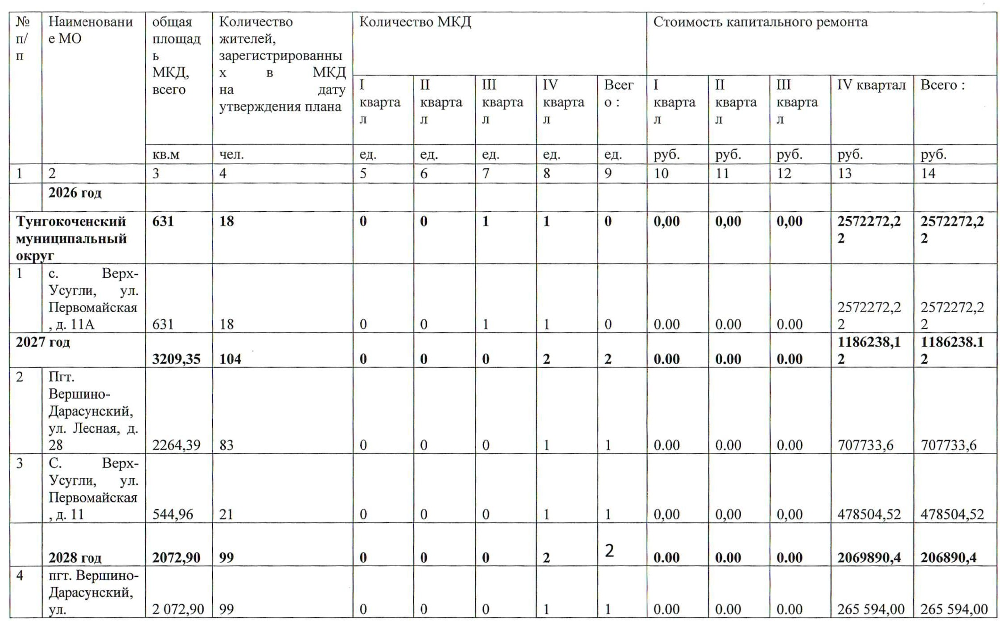 № п/п Наименование МО общая площадь МКД, всего Количество жителей, зарегистрированных в МКД на дату утверждения плана Количество МКД Стоимость капитального ремонта
I квартал II квартал III квартал IV квартал Всего : I квартал II квартал III квартал IV квартал Всего :
кв.м чел. ед. ед. ед. ед. ед. руб. руб. руб. руб. руб.
1 2 3 4 5 6 7 8 9 10 11 12 13 14
2026 год
Тунгокоченский муниципальный округ 631 18 0 0 1 1 0 0,00 0,00 0,00 2572272,22 2572272,22
1 с. Верх-Усугли, ул. Первомайская, д. 11А 631 18 0 0 1 1 0 0.00 0.00 0.00 2572272,22 2572272,22
2027 год 3209,35 104 0 0 0 2 2 0.00 0.00 0.00 1186238,12 1186238.12
2 Пгт. Вершино-Дарасунский, ул. Лесная, д. 28 2264,39 83 0 0 0 1 1 0.00 0.00 0.00 707733,6 707733,6
3 С. Верх-Усугли, ул. Первомайская, д. 11 544,96 21 0 0 0 1 1 0,00 0,00 0,00 478504,52 478504,52
2028 год 2072,90 99 0 0 0 2 2 0.00 0.00 0.00 2069890,4 206890,4
4 пгт. Вершино-Дарасунский, ул. 2 072,90 99 0 0 0 1 1 0.00 0.00 0.00 265 594,00 265 594,00